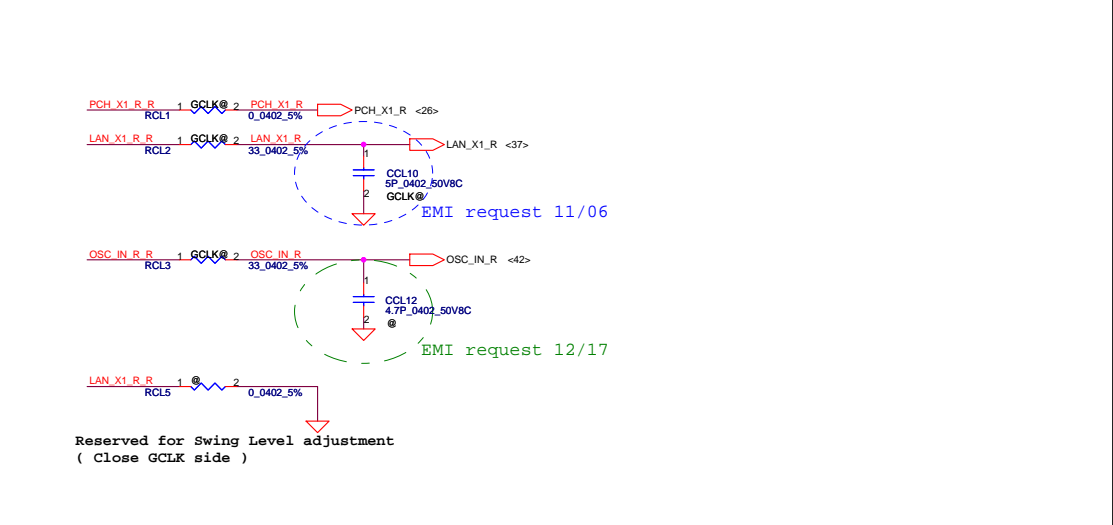 PCH_X1_R_R 1 GCLK@ 2 PCH_X1_R PCH_X1_R <26>
RCL1 0_0402_5%
LAN_X1_R_R 1 GCLK@ 2 LAN_X1_R LAN_X1_R <37>
RCL2 33_0402_5%
1
CCL10
5P_0402_50V8C
2 GCLK@/
EMI request 11/06
OSC_IN_R_R 1 GCLK@ 2 OSC_IN_R OSC_IN_R <42>
RCL3 33_0402_5%
1
CCL12
4.7P_0402_50V8C
2 @
EMI request 12/17
LAN_X1_R_R 1 @ 2
RCL5 0_0402_5%
Reserved for Swing Level adjustment
( Close GCLK side )